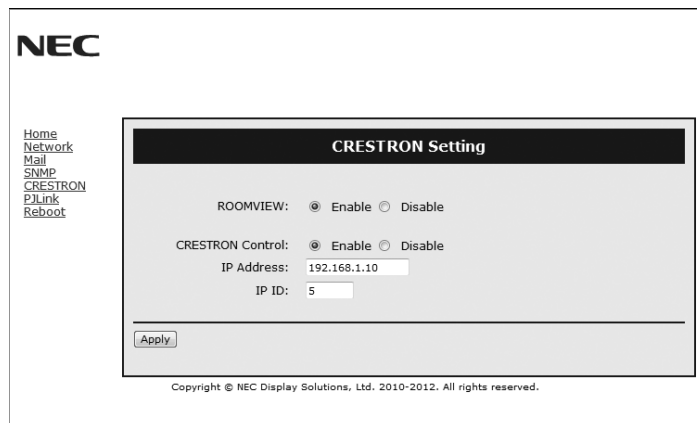 NEC
Home
Network
Mail
SNMP
CRESTRON
PJLink
Reboot
CRESTRON Setting
ROOMVIEW: Enable Disable
CRESTRON Control: Enable Disable
IP Address: 192.168.1.10
IP ID: 5
Apply
Copyright © NEC Display Solutions, Ltd. 2010-2012. All rights reserved.